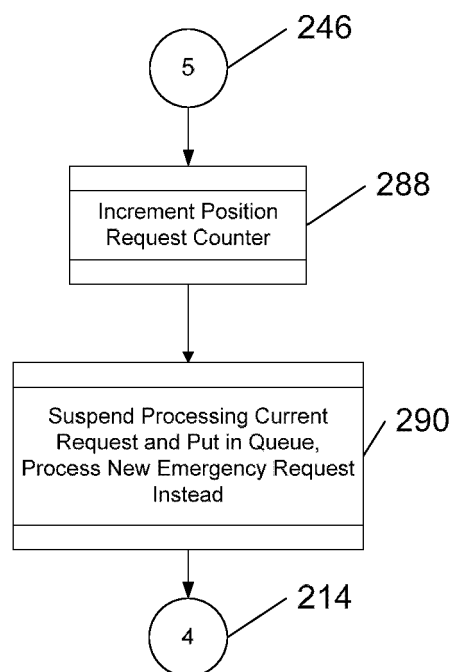 246
5
288
Increment Position
Request Counter
290
Suspend Processing Current
Request and Put in Queue,
Process New Emergency Request
Instead
214
4